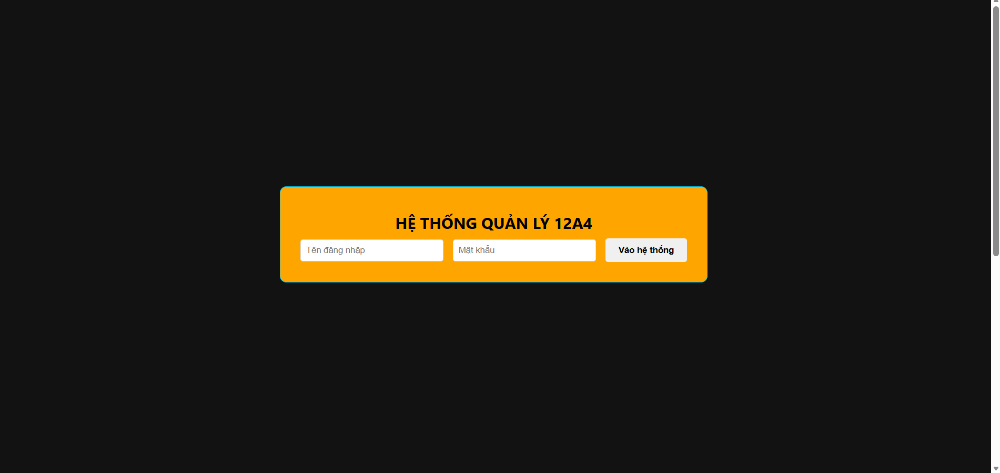 HỆ THỐNG QUẢN LÝ 12A4
Tên đăng nhập Mật khẩu Vào hệ thống